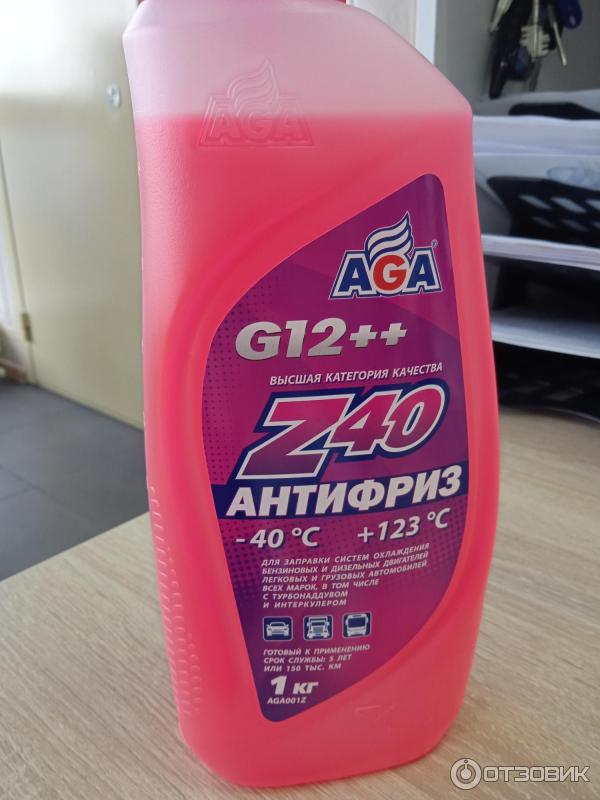 AGA
AGA®
G12++
ВЫСШАЯ КАТЕГОРИЯ КАЧЕСТВА
Z40
АНТИФРИЗ
- 40 °C +123 °C
ДЛЯ ЗАПРАВКИ СИСТЕМ ОХЛАЖДЕНИЯ
БЕНЗИНОВЫХ И ДИЗЕЛЬНЫХ ДВИГАТЕЛЕЙ
ЛЕГКОВЫХ И ГРУЗОВЫХ АВТОМОБИЛЕЙ
ВСЕХ МАРОК, В ТОМ ЧИСЛЕ
С ТУРБОНАДДУВОМ
И ИНТЕРКУЛЕРОМ
ГОТОВЫЙ К ПРИМЕНЕНИЮ
СРОК СЛУЖБЫ: 5 ЛЕТ
ИЛИ 150 ТЫС. КМ
1 кг
AGA001Z
ОТЗОВИК